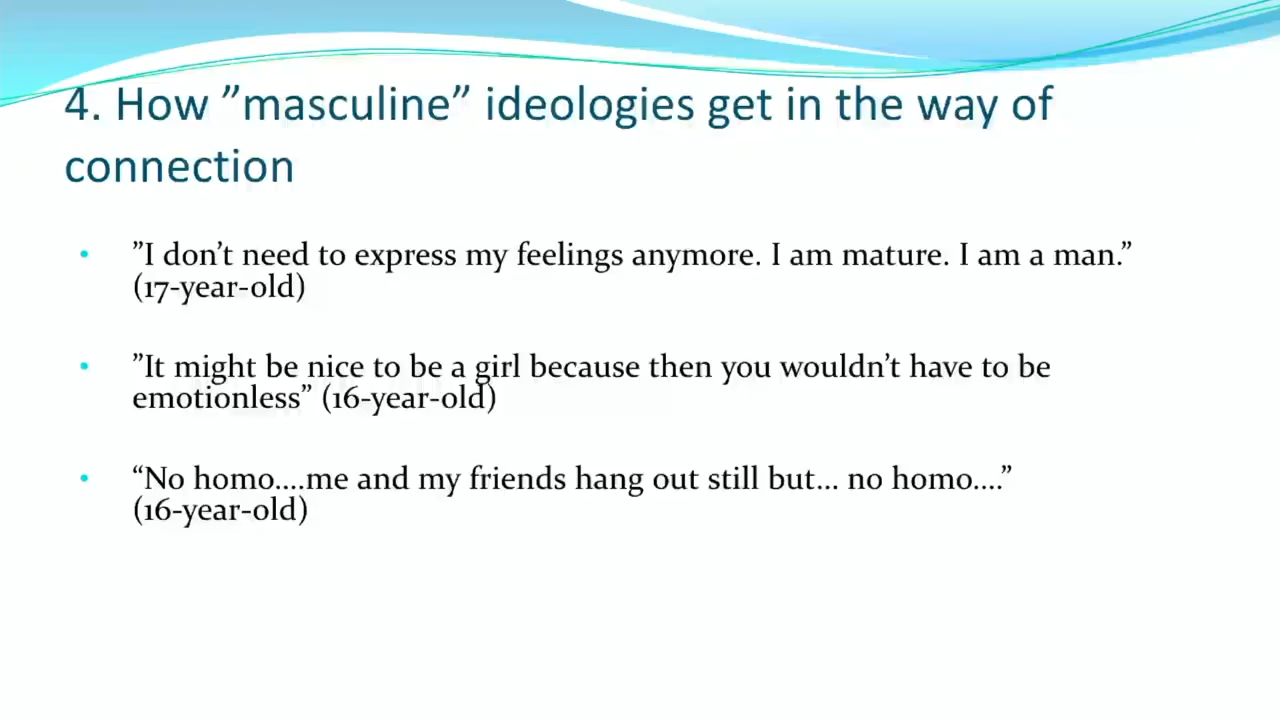 4. How ”masculine” ideologies get in the way of
connection
• ”I don’t need to express my feelings anymore. I am mature. I am a man.”
(17-year-old)
• ”It might be nice to be a girl because then you wouldn’t have to be
emotionless” (16-year-old)
• “No homo....me and my friends hang out still but... no homo....”
(16-year-old)